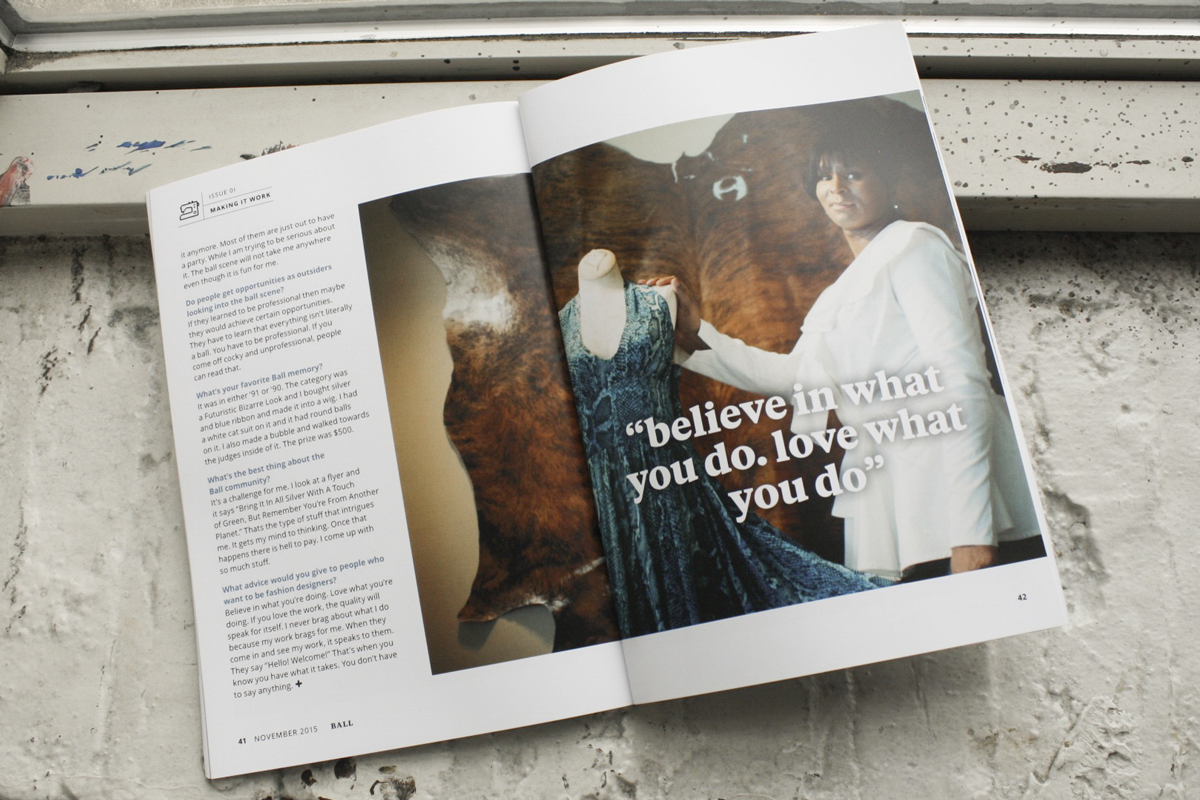 ISSUE 01
MAKING IT WORK
it anymore. Most of them are just out to have
a party. While I am trying to be serious about
it. The ball scene will not take me anywhere
even though it is fun for me.
Do people get opportunities as outsiders
looking into the ball scene?
If they learned to be professional then maybe
they would achieve certain opportunities.
They have to learn that everything isn't literally
a ball. You have to be professional. If you
come off cocky and unprofessional, people
can read that.
What's your favorite Ball memory?
It was in either '91 or '90. The category was
a Futuristic Bizarre Look and I bought silver
and blue ribbon and made it into a wig. I had
a white cat suit on it and it had round balls
on it. I also made a bubble and walked towards
the judges inside of it. The prize was $500.
What's the best thing about the
Ball community?
It's a challenge for me. I look at a flyer and
it says "Bring It In All Silver With A Touch
of Green, But Remember You're From Another
Planet." Thats the type of stuff that intrigues
me. It gets my mind to thinking. Once that
happens there is hell to pay. I come up with
so much stuff.
What advice would you give to people who
want to be fashion designers?
Believe in what you're doing. Love what you're
doing. If you love the work, the quality will
speak for itself. I never brag about what I do
because my work brags for me. When they
come in and see my work, it speaks to them.
They say "Hello! Welcome!" That's when you
know you have what it takes. You don't have
to say anything. ✚
41 NOVEMBER 2015 BALL
“believe in what
you do. love what
you do”
42